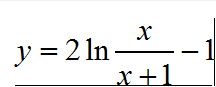 y = 2 ln x/(x+1) − 1